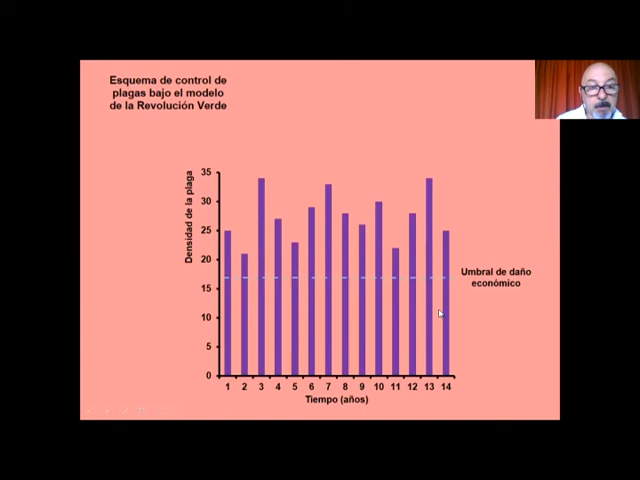 Esquema de control de
plagas bajo el modelo
de la Revolución Verde
Densidad de la plaga
35
30
25
20
15
10
5
0
Umbral de daño
económico
1 2 3 4 5 6 7 8 9 10 11 12 13 14
Tiempo (años)